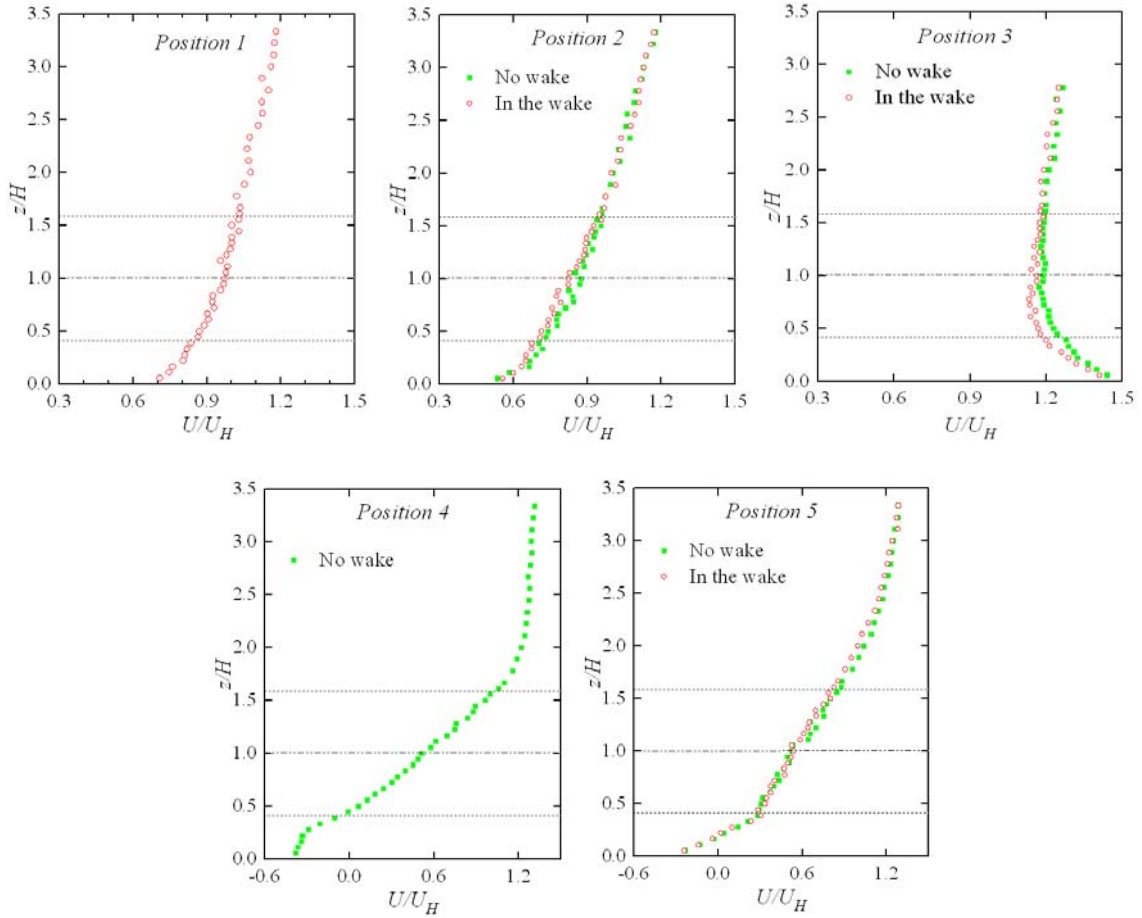 3.5
3.0
2.5
2.0
1.5
1.0
0.5
0.0
z/H
Position 1
0.3 0.6 0.9 1.2 1.5
U/U_H
3.5
3.0
2.5
2.0
1.5
1.0
0.5
0.0
z/H
Position 2
No wake
In the wake
0.3 0.6 0.9 1.2 1.5
U/U_H
3.5
3.0
2.5
2.0
1.5
1.0
0.5
0.0
z/H
Position 3
No wake
In the wake
0.3 0.6 0.9 1.2 1.5
U/U_H
3.5
3.0
2.5
2.0
1.5
1.0
0.5
0.0
z/H
Position 4
No wake
-0.6 0.0 0.6 1.2
U/U_H
3.5
3.0
2.5
2.0
1.5
1.0
0.5
0.0
z/H
Position 5
No wake
In the wake
-0.6 0.0 0.6 1.2
U/U_H